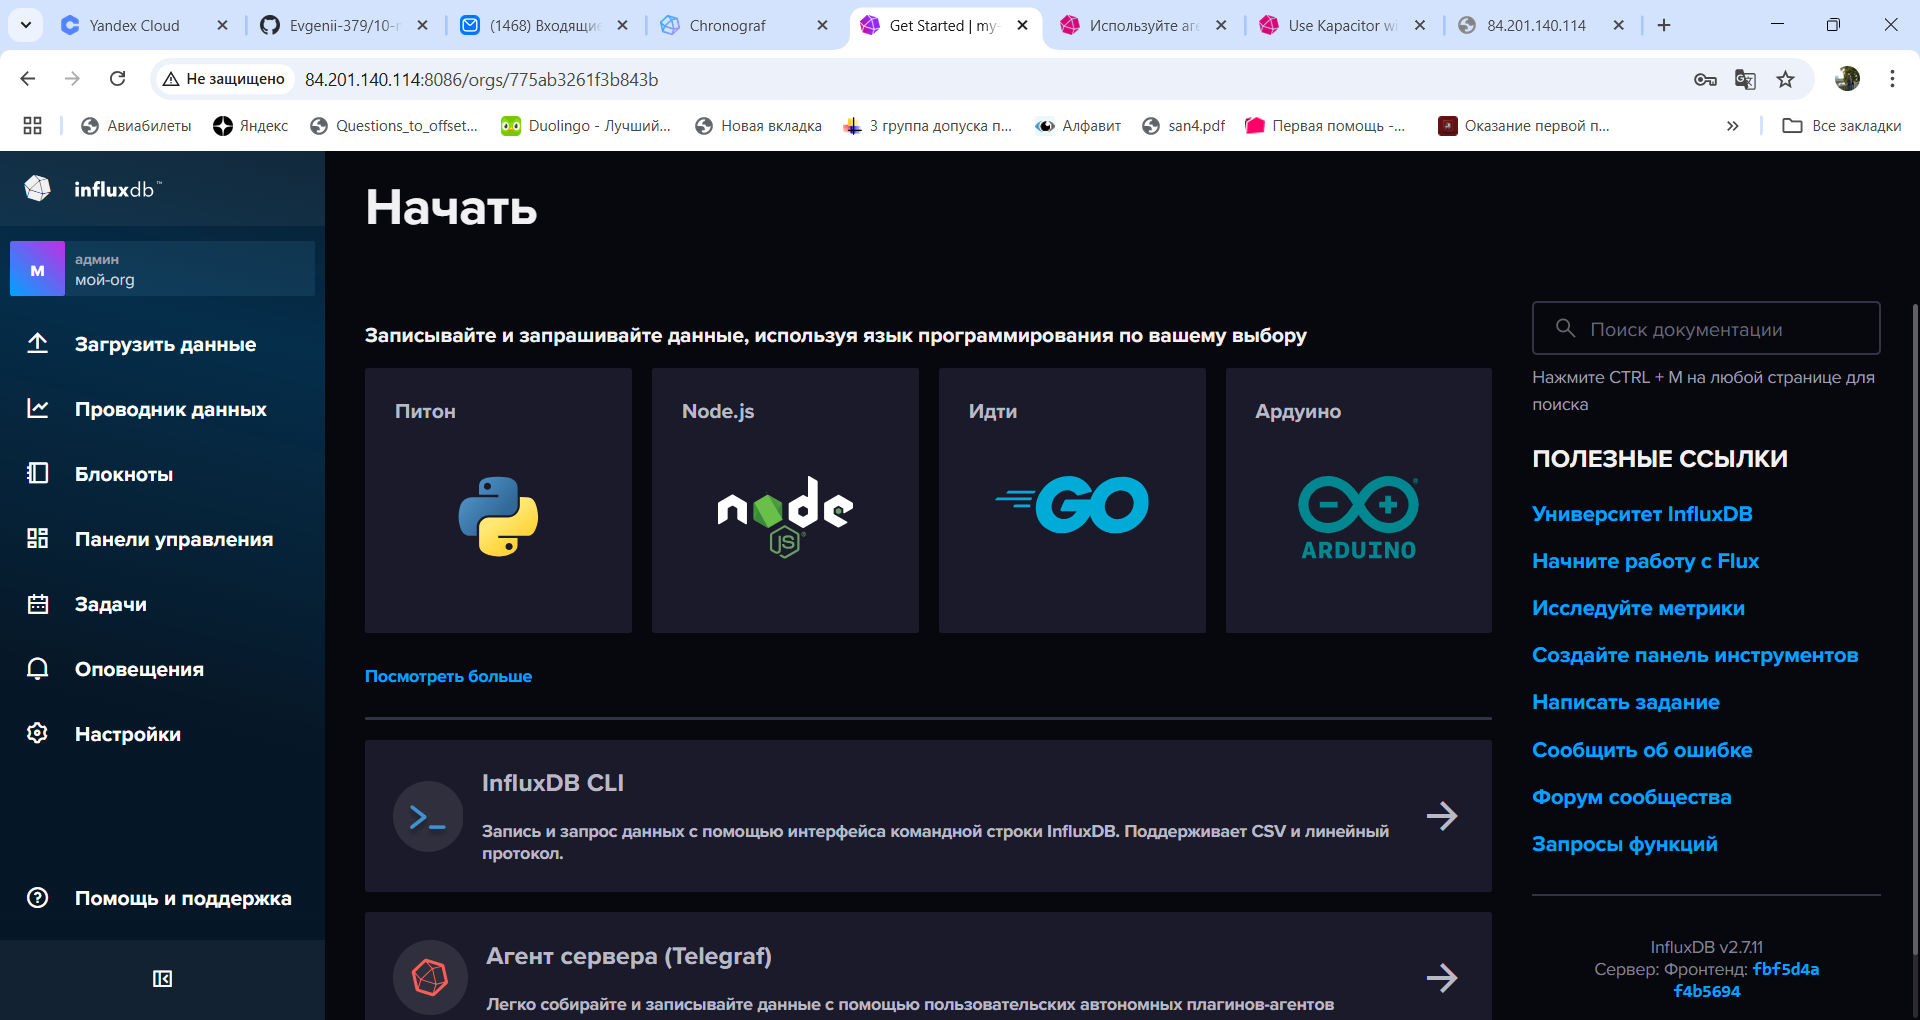 Yandex Cloud
Evgenii-379/10-r
(1468) Входящие
Chronograf
Get Started | my-
Используйте аге
Use Kapacitor wi
84.201.140.114
Не защищено
84.201.140.114:8086/orgs/775ab3261f3b843b
Авиабилеты
Яндекс
Questions_to_offset...
Duolingo - Лучший...
Новая вкладка
3 группа допуска п...
Алфавит
san4.pdf
Первая помощь -...
Оказание первой п...
Все закладки
influxdb™
м
админ
мой-org
Загрузить данные
Проводник данных
Блокноты
Панели управления
Задачи
Оповещения
Настройки
Помощь и поддержка
Начать
Записывайте и запрашивайте данные, используя язык программирования по вашему выбору
Питон
Node.js
node
JS
Идти
GO
Ардуино
ARDUINO
Посмотреть больше
InfluxDB CLI
Запись и запрос данных с помощью интерфейса командной строки InfluxDB. Поддерживает CSV и линейный
протокол.
Агент сервера (Telegraf)
Легко собирайте и записывайте данные с помощью пользовательских автономных плагинов-агентов
Поиск документации
Нажмите CTRL + M на любой странице для
поиска
ПОЛЕЗНЫЕ ССЫЛКИ
Университет InfluxDB
Начните работу с Flux
Исследуйте метрики
Создайте панель инструментов
Написать задание
Сообщить об ошибке
Форум сообщества
Запросы функций
InfluxDB v2.7.11
Сервер: Фронтенд: fbf5d4a
f4b5694